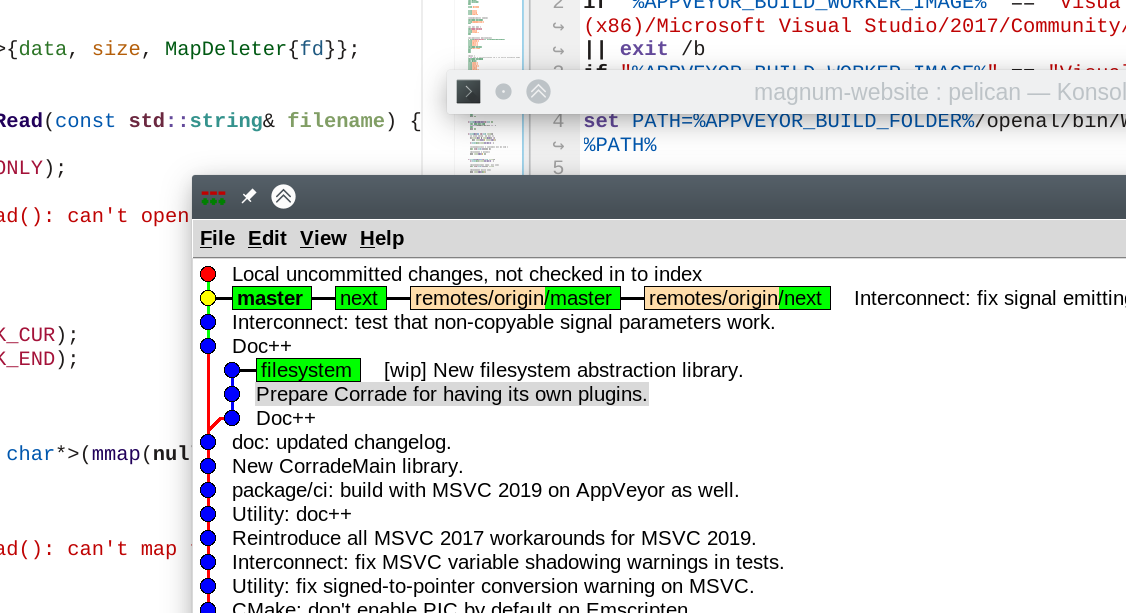 >{data, size, MapDeleter{fd}};
Read(const std::string& filename) {
ONLY);
ad(): can't open
K_CUR);
K_END);
char*>(mmap(nul
ad(): can't map
2 if "%APPVEYOR_BUILD_WORKER_IMAGE%" == "Visua
↪ (x86)/Microsoft Visual Studio/2017/Community/
↪ || exit /b
3 if "%APPVEYOR_BUILD_WORKER_IMAGE%" == "Visual
magnum-website : pelican — Konsol
4 set PATH=%APPVEYOR_BUILD_FOLDER%/openal/bin/W
↪ %PATH%
5
File Edit View Help
Local uncommitted changes, not checked in to index
master next remotes/origin/master remotes/origin/next Interconnect: fix signal emitting
Interconnect: test that non-copyable signal parameters work.
Doc++
filesystem [wip] New filesystem abstraction library.
Prepare Corrade for having its own plugins.
Doc++
doc: updated changelog.
New CorradeMain library.
package/ci: build with MSVC 2019 on AppVeyor as well.
Utility: doc++
Reintroduce all MSVC 2017 workarounds for MSVC 2019.
Interconnect: fix MSVC variable shadowing warnings in tests.
Utility: fix signed-to-pointer conversion warning on MSVC.
CMake: don't enable PIC by default on Emscripten.